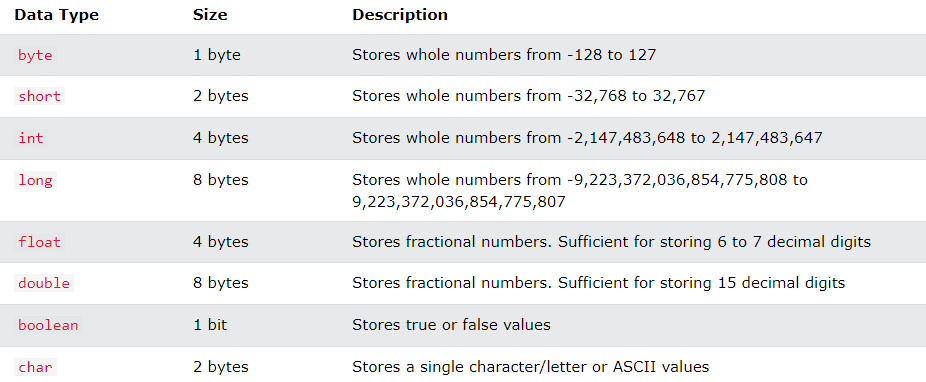 Data Type Size Description
byte 1 byte Stores whole numbers from -128 to 127
short 2 bytes Stores whole numbers from -32,768 to 32,767
int 4 bytes Stores whole numbers from -2,147,483,648 to 2,147,483,647
long 8 bytes Stores whole numbers from -9,223,372,036,854,775,808 to
9,223,372,036,854,775,807
float 4 bytes Stores fractional numbers. Sufficient for storing 6 to 7 decimal digits
double 8 bytes Stores fractional numbers. Sufficient for storing 15 decimal digits
boolean 1 bit Stores true or false values
char 2 bytes Stores a single character/letter or ASCII values